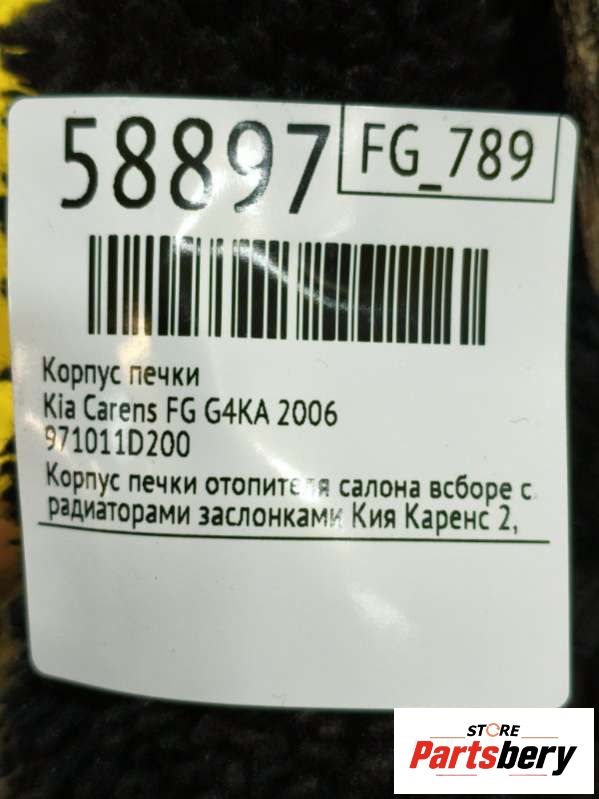 58897 FG_789
Корпус печки
Kia Carens FG G4KA 2006
971011D200
Корпус печки отопителя салона всборе с
радиаторами заслонками Кия Каренс 2,
STORE
Partsbery